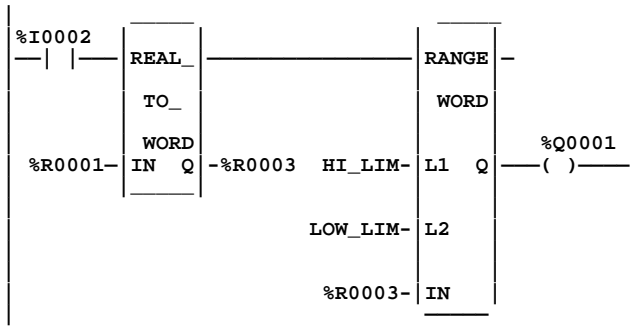 %I0002
REAL_ RANGE
TO_ WORD
WORD %Q0001
%R0001 IN Q %R0003 HI_LIM L1 Q ( )
LOW_LIM L2
%R0003 IN